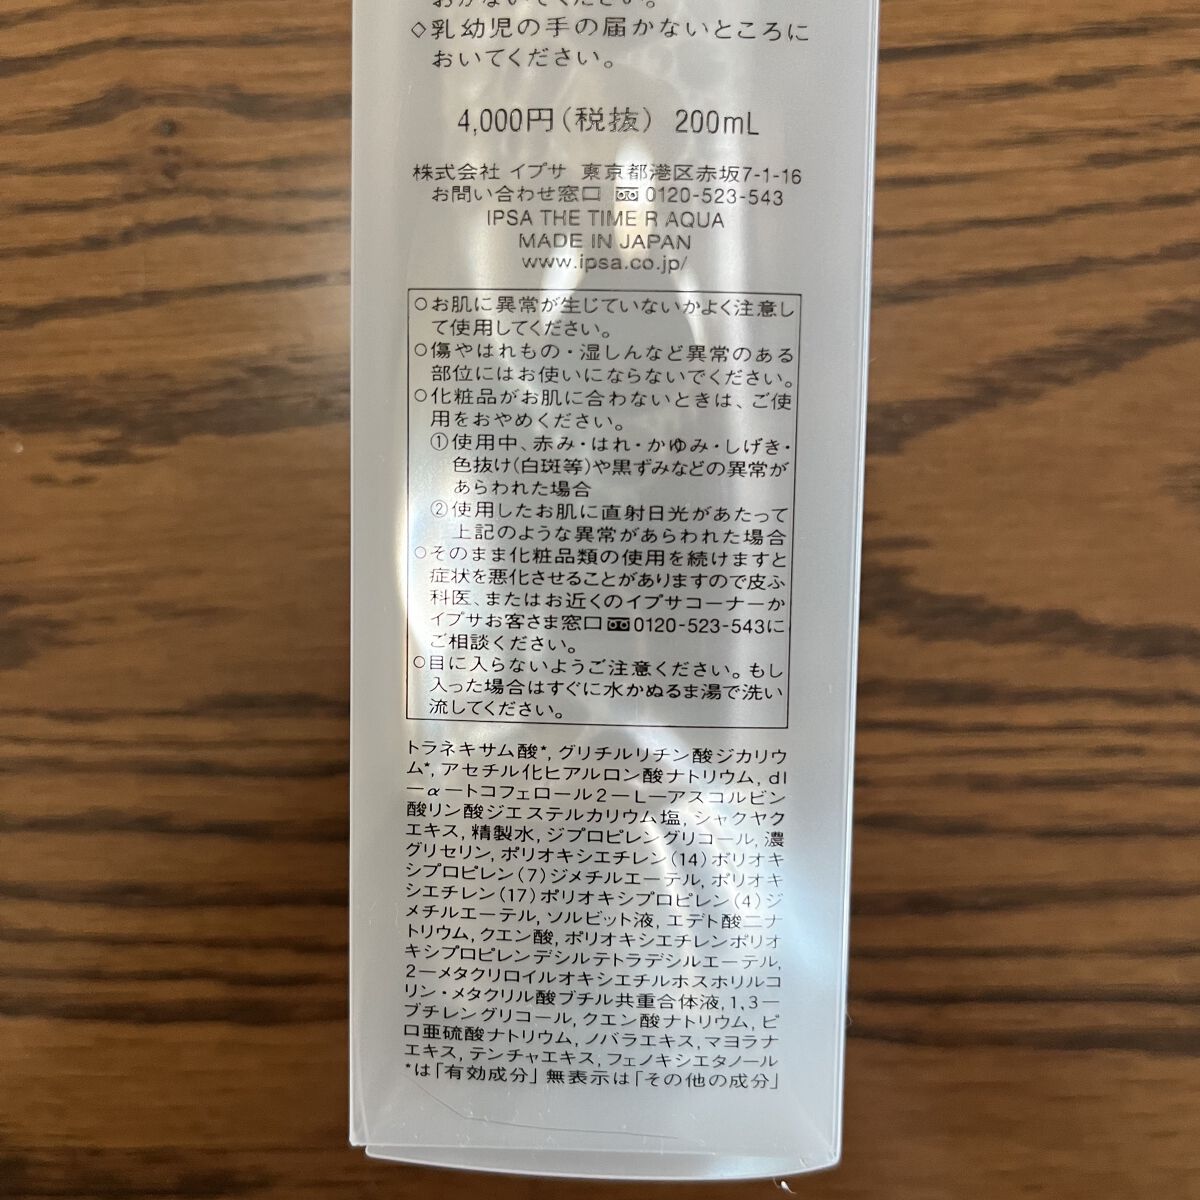 おかないでください。
◇乳幼児の手の届かないところに
おいてください。
4,000円(税抜) 200mL
株式会社 イプサ 東京都港区赤坂7-1-16
お問い合わせ窓口 0120-523-543
IPSA THE TIME R AQUA
MADE IN JAPAN
www.ipsa.co.jp/
○お肌に異常が生じていないかよく注意し
て使用してください。
○傷やはれもの・湿しんなど異常のある
部位にはお使いにならないでください。
○化粧品がお肌に合わないときは、ご使
用をおやめください。
①使用中、赤み・はれ・かゆみ・しげき・
色抜け(白斑等)や黒ずみなどの異常が
あらわれた場合
②使用したお肌に直射日光があたって
上記のような異常があらわれた場合
○そのまま化粧品類の使用を続けますと
症状を悪化させることがありますので皮ふ
科医、またはお近くのイプサコーナーか
イプサお客さま窓口0120-523-543に
ご相談ください。
○目に入らないようご注意ください。もし
入った場合はすぐに水かぬるま湯で洗い
流してください。
トラネキサム酸*, グリチルリチン酸ジカリウ
ム*, アセチル化ヒアルロン酸ナトリウム, dl
ーαートコフェロール2ーLーアスコルビン
酸リン酸ジエステルカリウム塩, シャクヤク
エキス, 精製水, ジプロピレングリコール, 濃
グリセリン, ポリオキシエチレン(14)ポリオキ
シプロピレン(7)ジメチルエーテル, ポリオキ
シエチレン(17)ポリオキシプロピレン(4)ジ
メチルエーテル, ソルビット液, エデト酸二ナ
トリウム, クエン酸, ポリオキシエチレンポリオ
キシプロピレンデシルテトラデシルエーテル,
2ーメタクリロイルオキシエチルホスホリルコ
リン・メタクリル酸ブチル共重合体液, 1,3ー
ブチレングリコール, クエン酸ナトリウム, ピ
ロ亜硫酸ナトリウム, ノバラエキス, マヨラナ
エキス, テンチャエキス, フェノキシエタノール
*は「有効成分」無表示は「その他の成分」